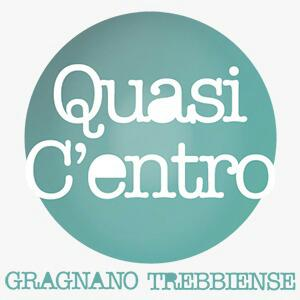 Quasi
C'entro
GRAGNANO TREBBIENSE